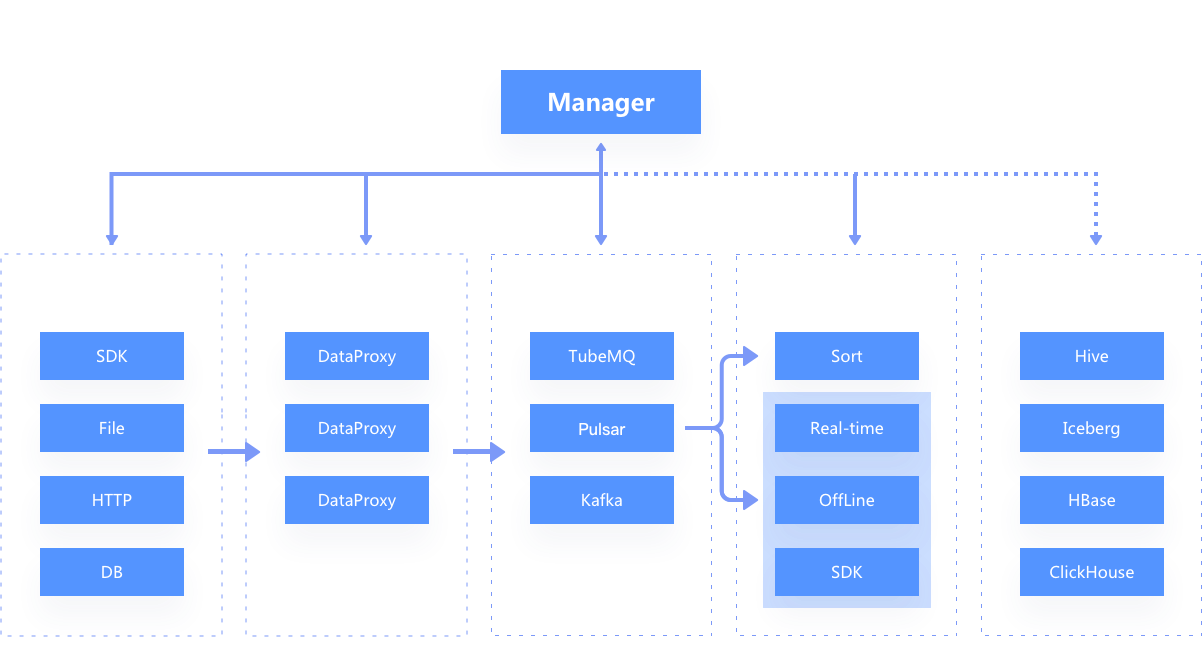 Manager
SDK
File
HTTP
DB
DataProxy
DataProxy
DataProxy
TubeMQ
Pulsar
Kafka
Sort
Real-time
OffLine
SDK
Hive
Iceberg
HBase
ClickHouse